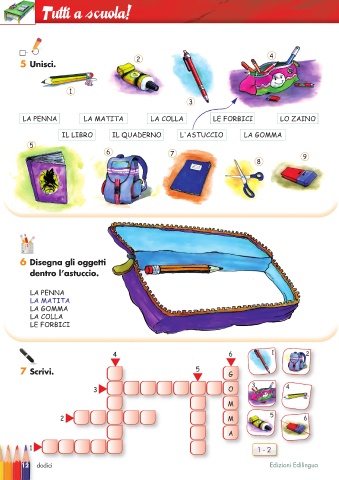 Tutti a scuola!
5 Unisci.
1
2
3
4
LA PENNA LA MATITA LA COLLA LE FORBICI LO ZAINO
IL LIBRO IL QUADERNO L'ASTUCCIO LA GOMMA
5
6
7
8
9
6 Disegna gli oggetti
dentro l'astuccio.
LA PENNA
LA MATITA
LA GOMMA
LA COLLA
LE FORBICI
7 Scrivi.
4
5
6
G
3
O
M
2
M
A
1
1
2
3
4
5
6
1 - 2
12 dodici
Edizioni Edilingua